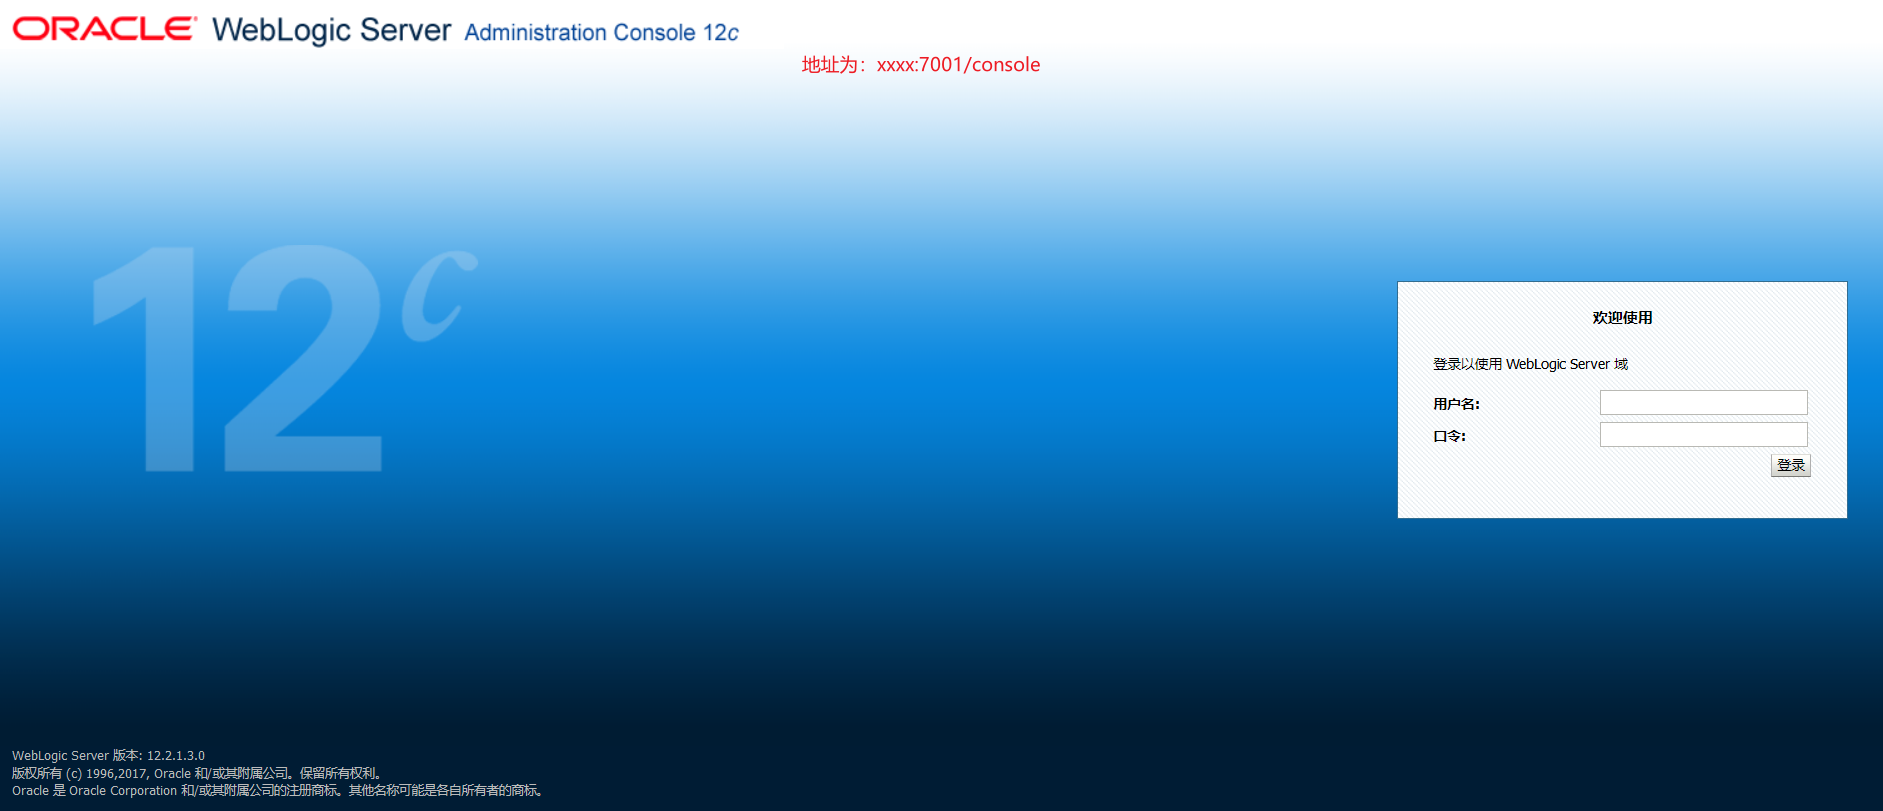 ORACLE WebLogic Server Administration Console 12c
地址为：xxxx:7001/console
12c
欢迎使用
登录以使用 WebLogic Server 域
用户名:
口令:
登录
WebLogic Server 版本: 12.2.1.3.0
版权所有 (c) 1996,2017, Oracle 和/或其附属公司。保留所有权利。
Oracle 是 Oracle Corporation 和/或其附属公司的注册商标。其他名称可能是各自所有者的商标。